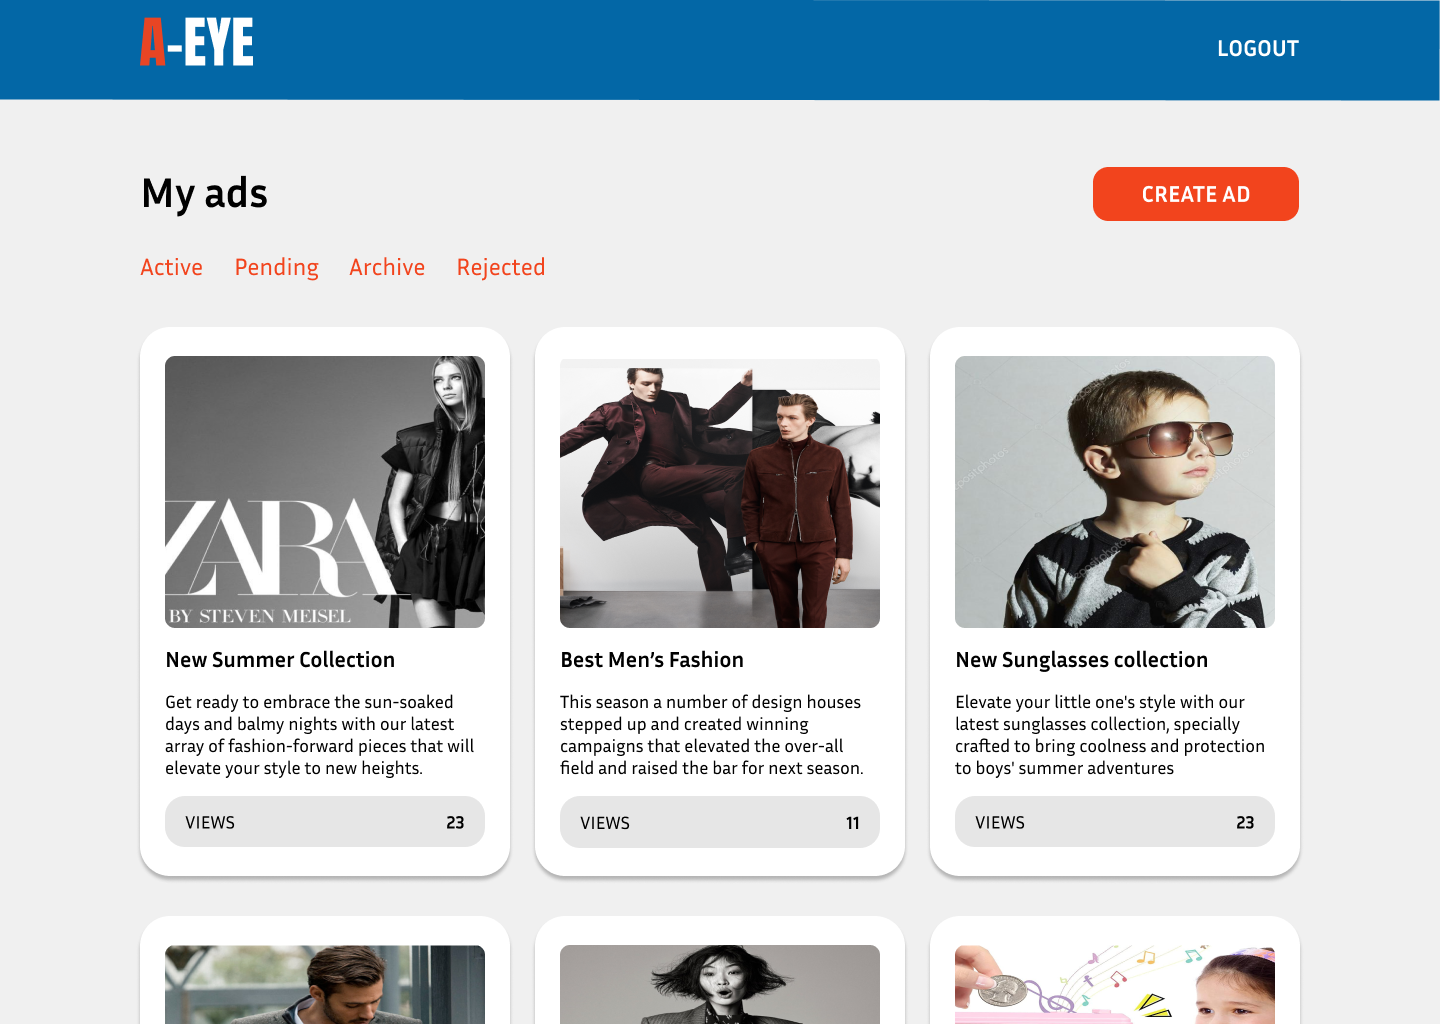 A-EYE
LOGOUT
My ads
CREATE AD
Active Pending Archive Rejected
ZARA
BY STEVEN MEISEL
New Summer Collection
Get ready to embrace the sun-soaked
days and balmy nights with our latest
array of fashion-forward pieces that will
elevate your style to new heights.
VIEWS 23
Best Men’s Fashion
This season a number of design houses
stepped up and created winning
campaigns that elevated the over-all
field and raised the bar for next season.
VIEWS 11
depositphotos
New Sunglasses collection
Elevate your little one's style with our
latest sunglasses collection, specially
crafted to bring coolness and protection
to boys' summer adventures
VIEWS 23